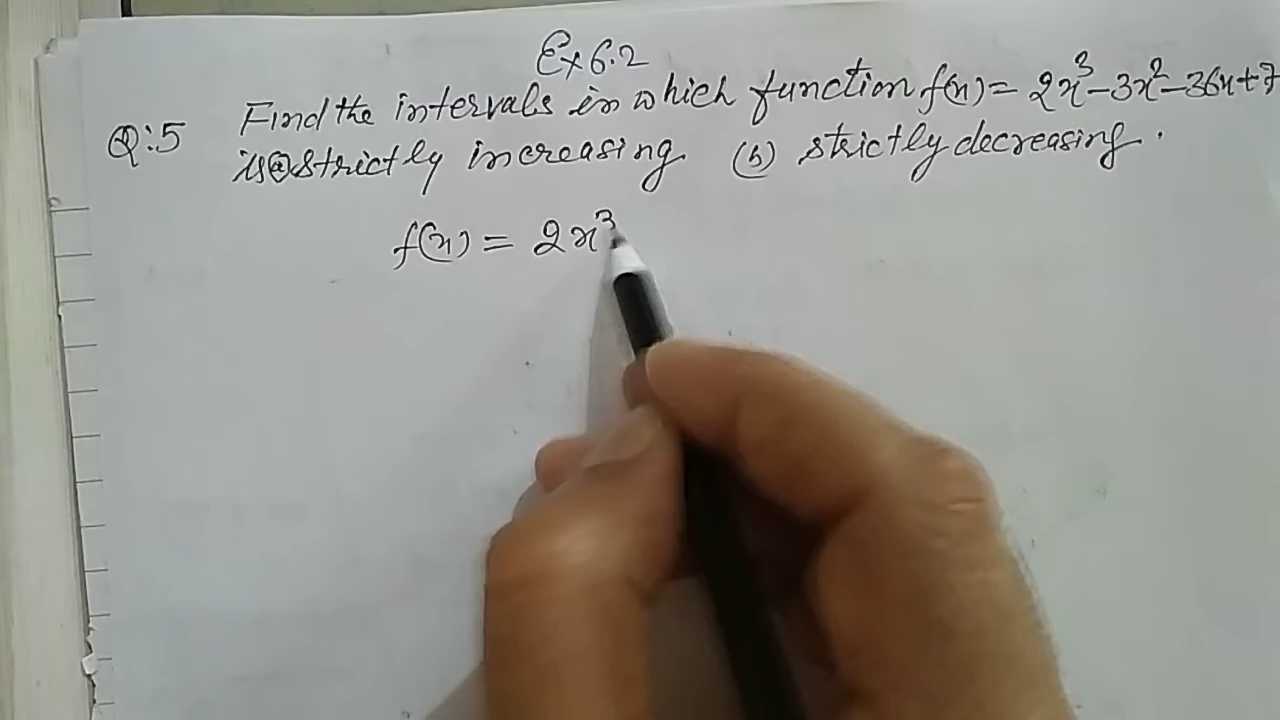 Ex 6.2
Q:5 Find the intervals in which function f(x) = 2x³-3x²-36x+7
is (a) strictly increasing (b) strictly decreasing.
f(x) = 2x³